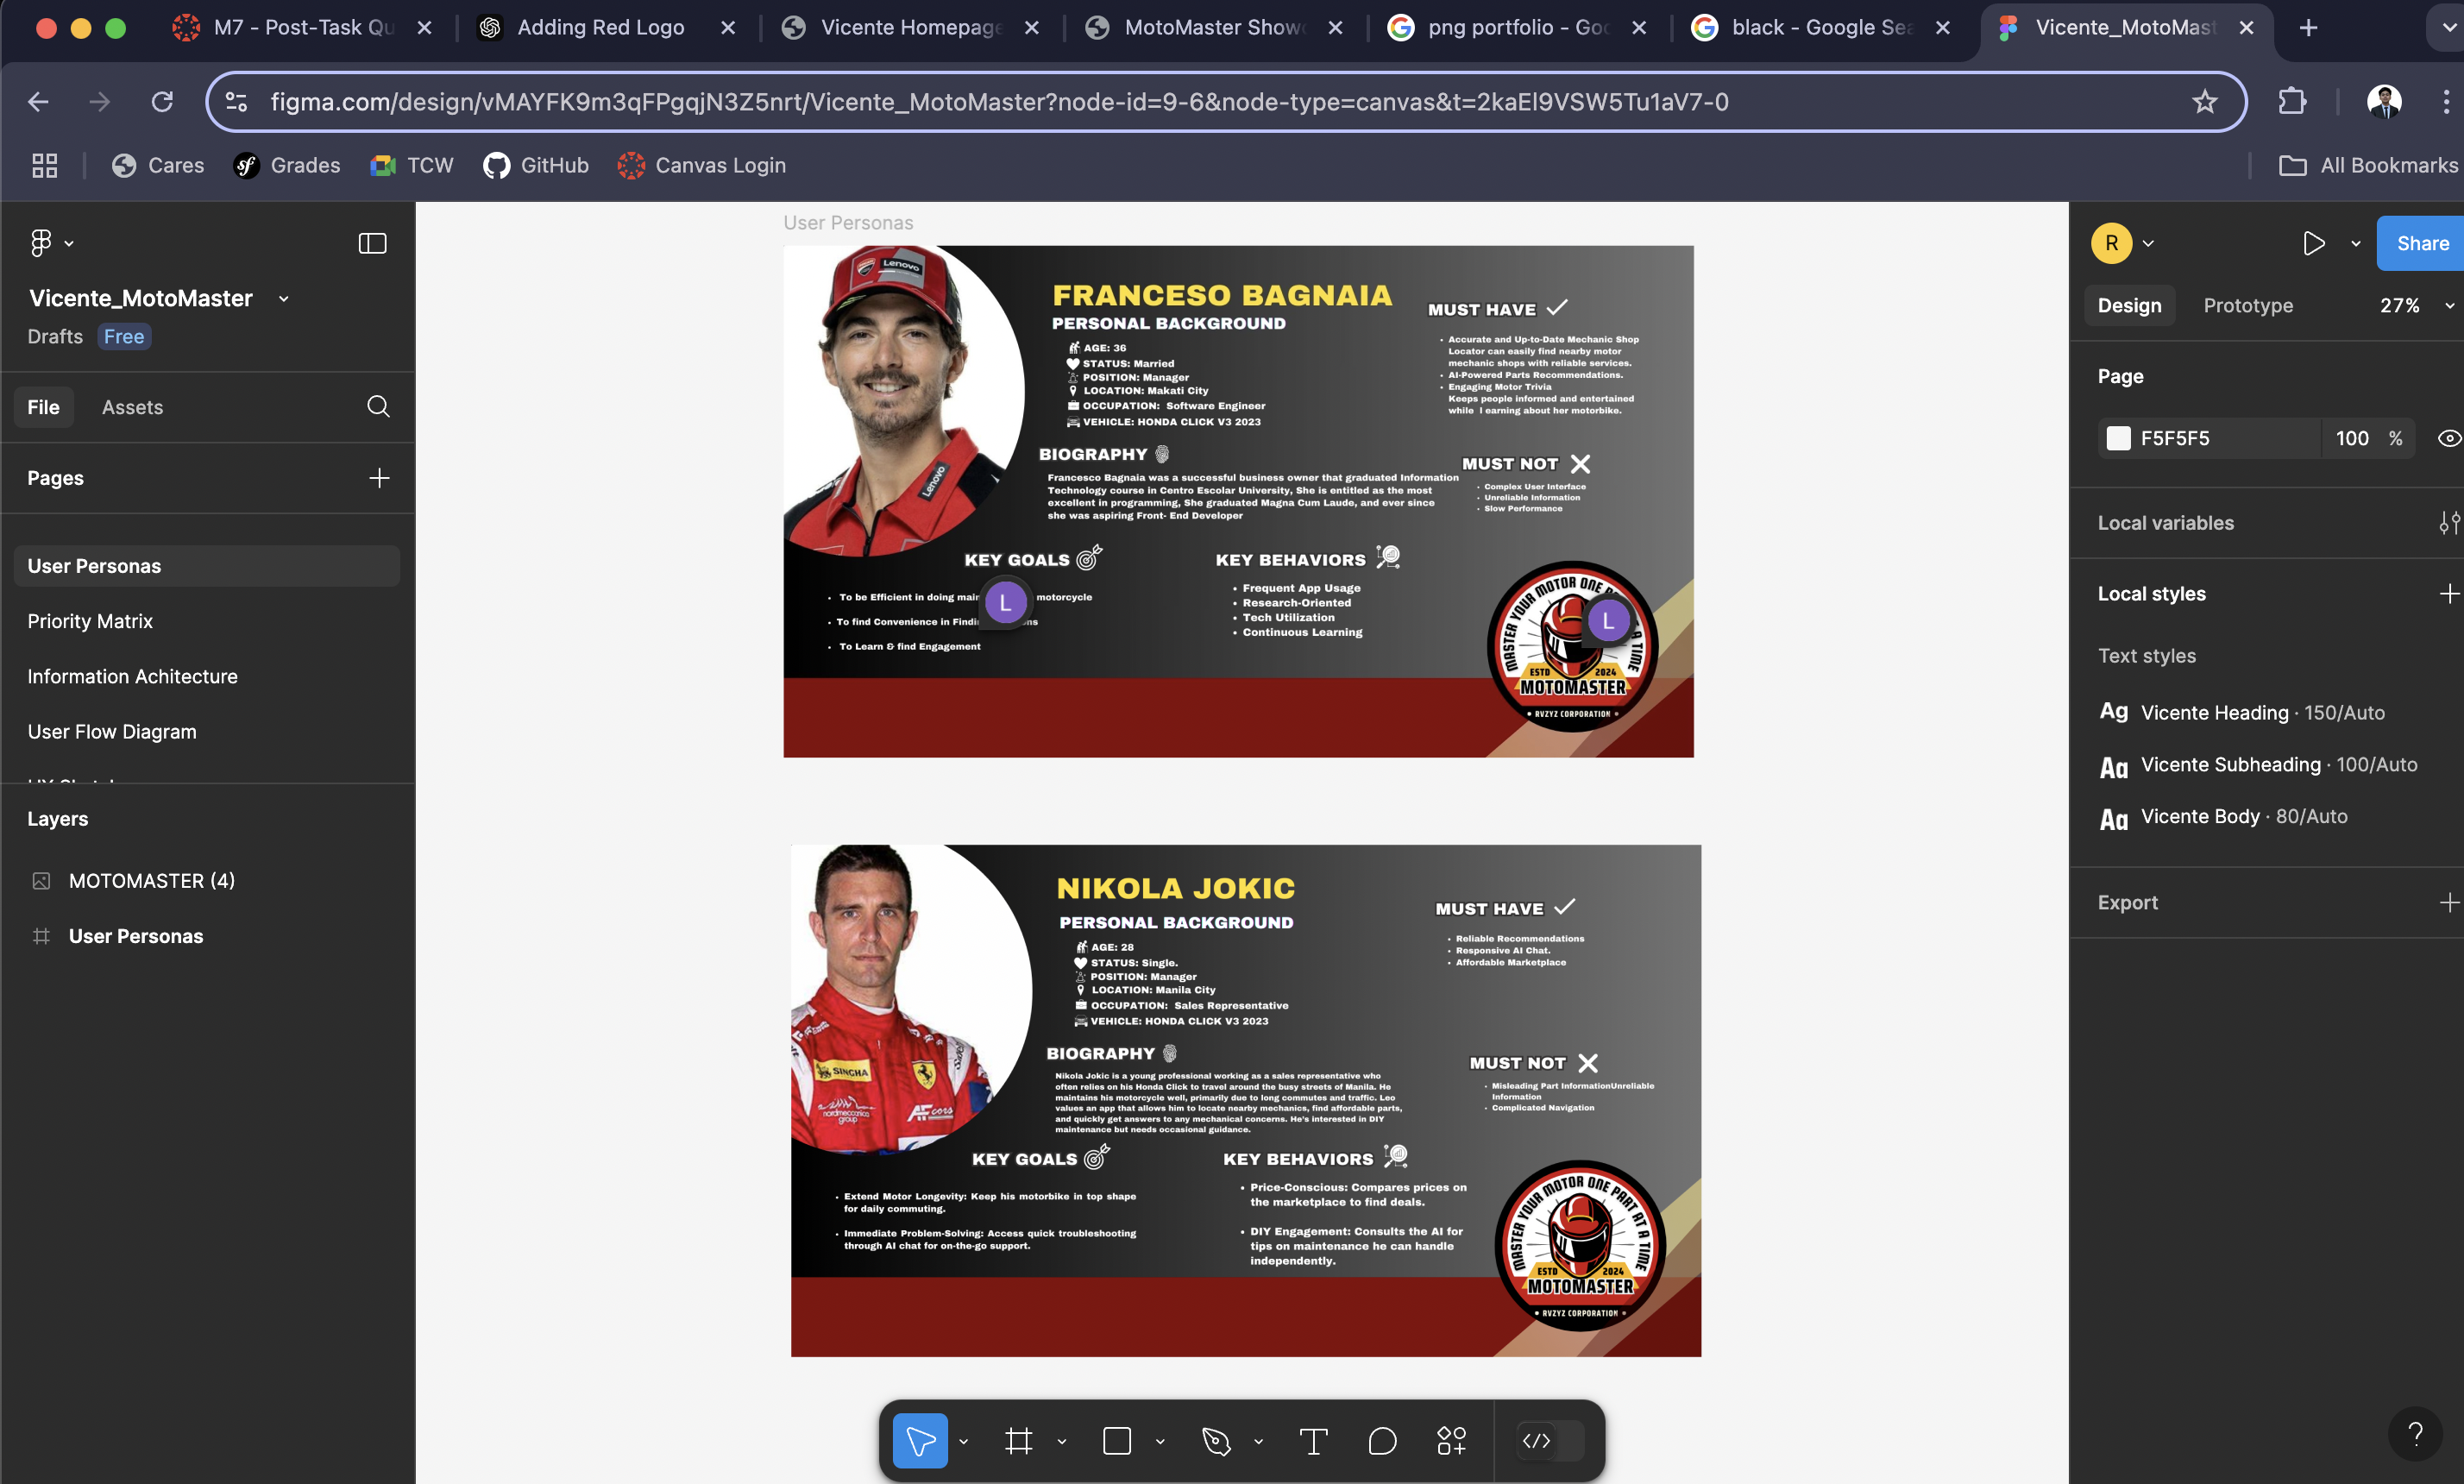 M7 - Post-Task Qu
Adding Red Logo
Vicente Homepage
MotoMaster Showc
png portfolio - Goo
black - Google Sea
Vicente_MotoMast
figma.com/design/vMAYFK9m3qFPgqjN3Z5nrt/Vicente_MotoMaster?node-id=9-6&node-type=canvas&t=2kaEl9VSW5Tu1aV7-0
Cares
Grades
TCW
GitHub
Canvas Login
All Bookmarks
Vicente_MotoMaster
Drafts
Free
File
Assets
Pages
User Personas
Priority Matrix
Information Achitecture
User Flow Diagram
Layers
MOTOMASTER (4)
User Personas
User Personas
Lenovo
Lenovo
FRANCESO BAGNAIA
PERSONAL BACKGROUND
AGE: 36
STATUS: Married
POSITION: Manager
LOCATION: Makati City
OCCUPATION: Software Engineer
VEHICLE: HONDA CLICK V3 2023
BIOGRAPHY
Francesco Bagnaia was a successful business owner that graduated Information
Technology course in Centro Escolar University, She is entitled as the most
excellent in programming, She graduated Magna Cum Laude, and ever since
she was aspiring Front- End Developer
MUST HAVE
• Accurate and Up-to-Date Mechanic Shop
Locator can easily find nearby motor
mechanic shops with reliable services.
• AI-Powered Parts Recommendations.
• Engaging Motor Trivia
Keeps people informed and entertained
while I earning about her motorbike.
MUST NOT
• Complex User Interface
• Unreliable Information
• Slow Performance
KEY GOALS
• To be Efficient in doing main motorcycle
• To find Convenience in Findi ns
• To Learn & find Engagement
L
KEY BEHAVIORS
• Frequent App Usage
• Research-Oriented
• Tech Utilization
• Continuous Learning
L
MASTER YOUR MOTOR ONE P A TIME
ESTD 2024
MOTOMASTER
• RVZYZ CORPORATION •
NIKOLA JOKIC
PERSONAL BACKGROUND
AGE: 28
STATUS: Single.
POSITION: Manager
LOCATION: Manila City
OCCUPATION: Sales Representative
VEHICLE: HONDA CLICK V3 2023
BIOGRAPHY
Nikola Jokic is a young professional working as a sales representative who
often relies on his Honda Click to travel around the busy streets of Manila. He
maintains his motorcycle well, primarily due to long commutes and traffic. Leo
values an app that allows him to locate nearby mechanics, find affordable parts,
and quickly get answers to any mechanical concerns. He's interested in DIY
maintenance but needs occasional guidance.
SINGHA
nordmeccanica
group
AF corse
MUST HAVE
• Reliable Recommendations
• Responsive AI Chat.
• Affordable Marketplace
MUST NOT
• Misleading Part InformationUnreliable
Information
• Complicated Navigation
KEY GOALS
• Extend Motor Longevity: Keep his motorbike in top shape
for daily commuting.
• Immediate Problem-Solving: Access quick troubleshooting
through AI chat for on-the-go support.
KEY BEHAVIORS
• Price-Conscious: Compares prices on
the marketplace to find deals.
• DIY Engagement: Consults the AI for
tips on maintenance he can handle
independently.
MASTER YOUR MOTOR ONE PART AT A TIME
ESTD 2024
MOTOMASTER
• RVZYZ CORPORATION •
R
Share
Design
Prototype
27%
Page
F5F5F5
100 %
Local variables
Local styles
Text styles
Ag Vicente Heading · 150/Auto
Aa Vicente Subheading · 100/Auto
Aa Vicente Body · 80/Auto
Export
?